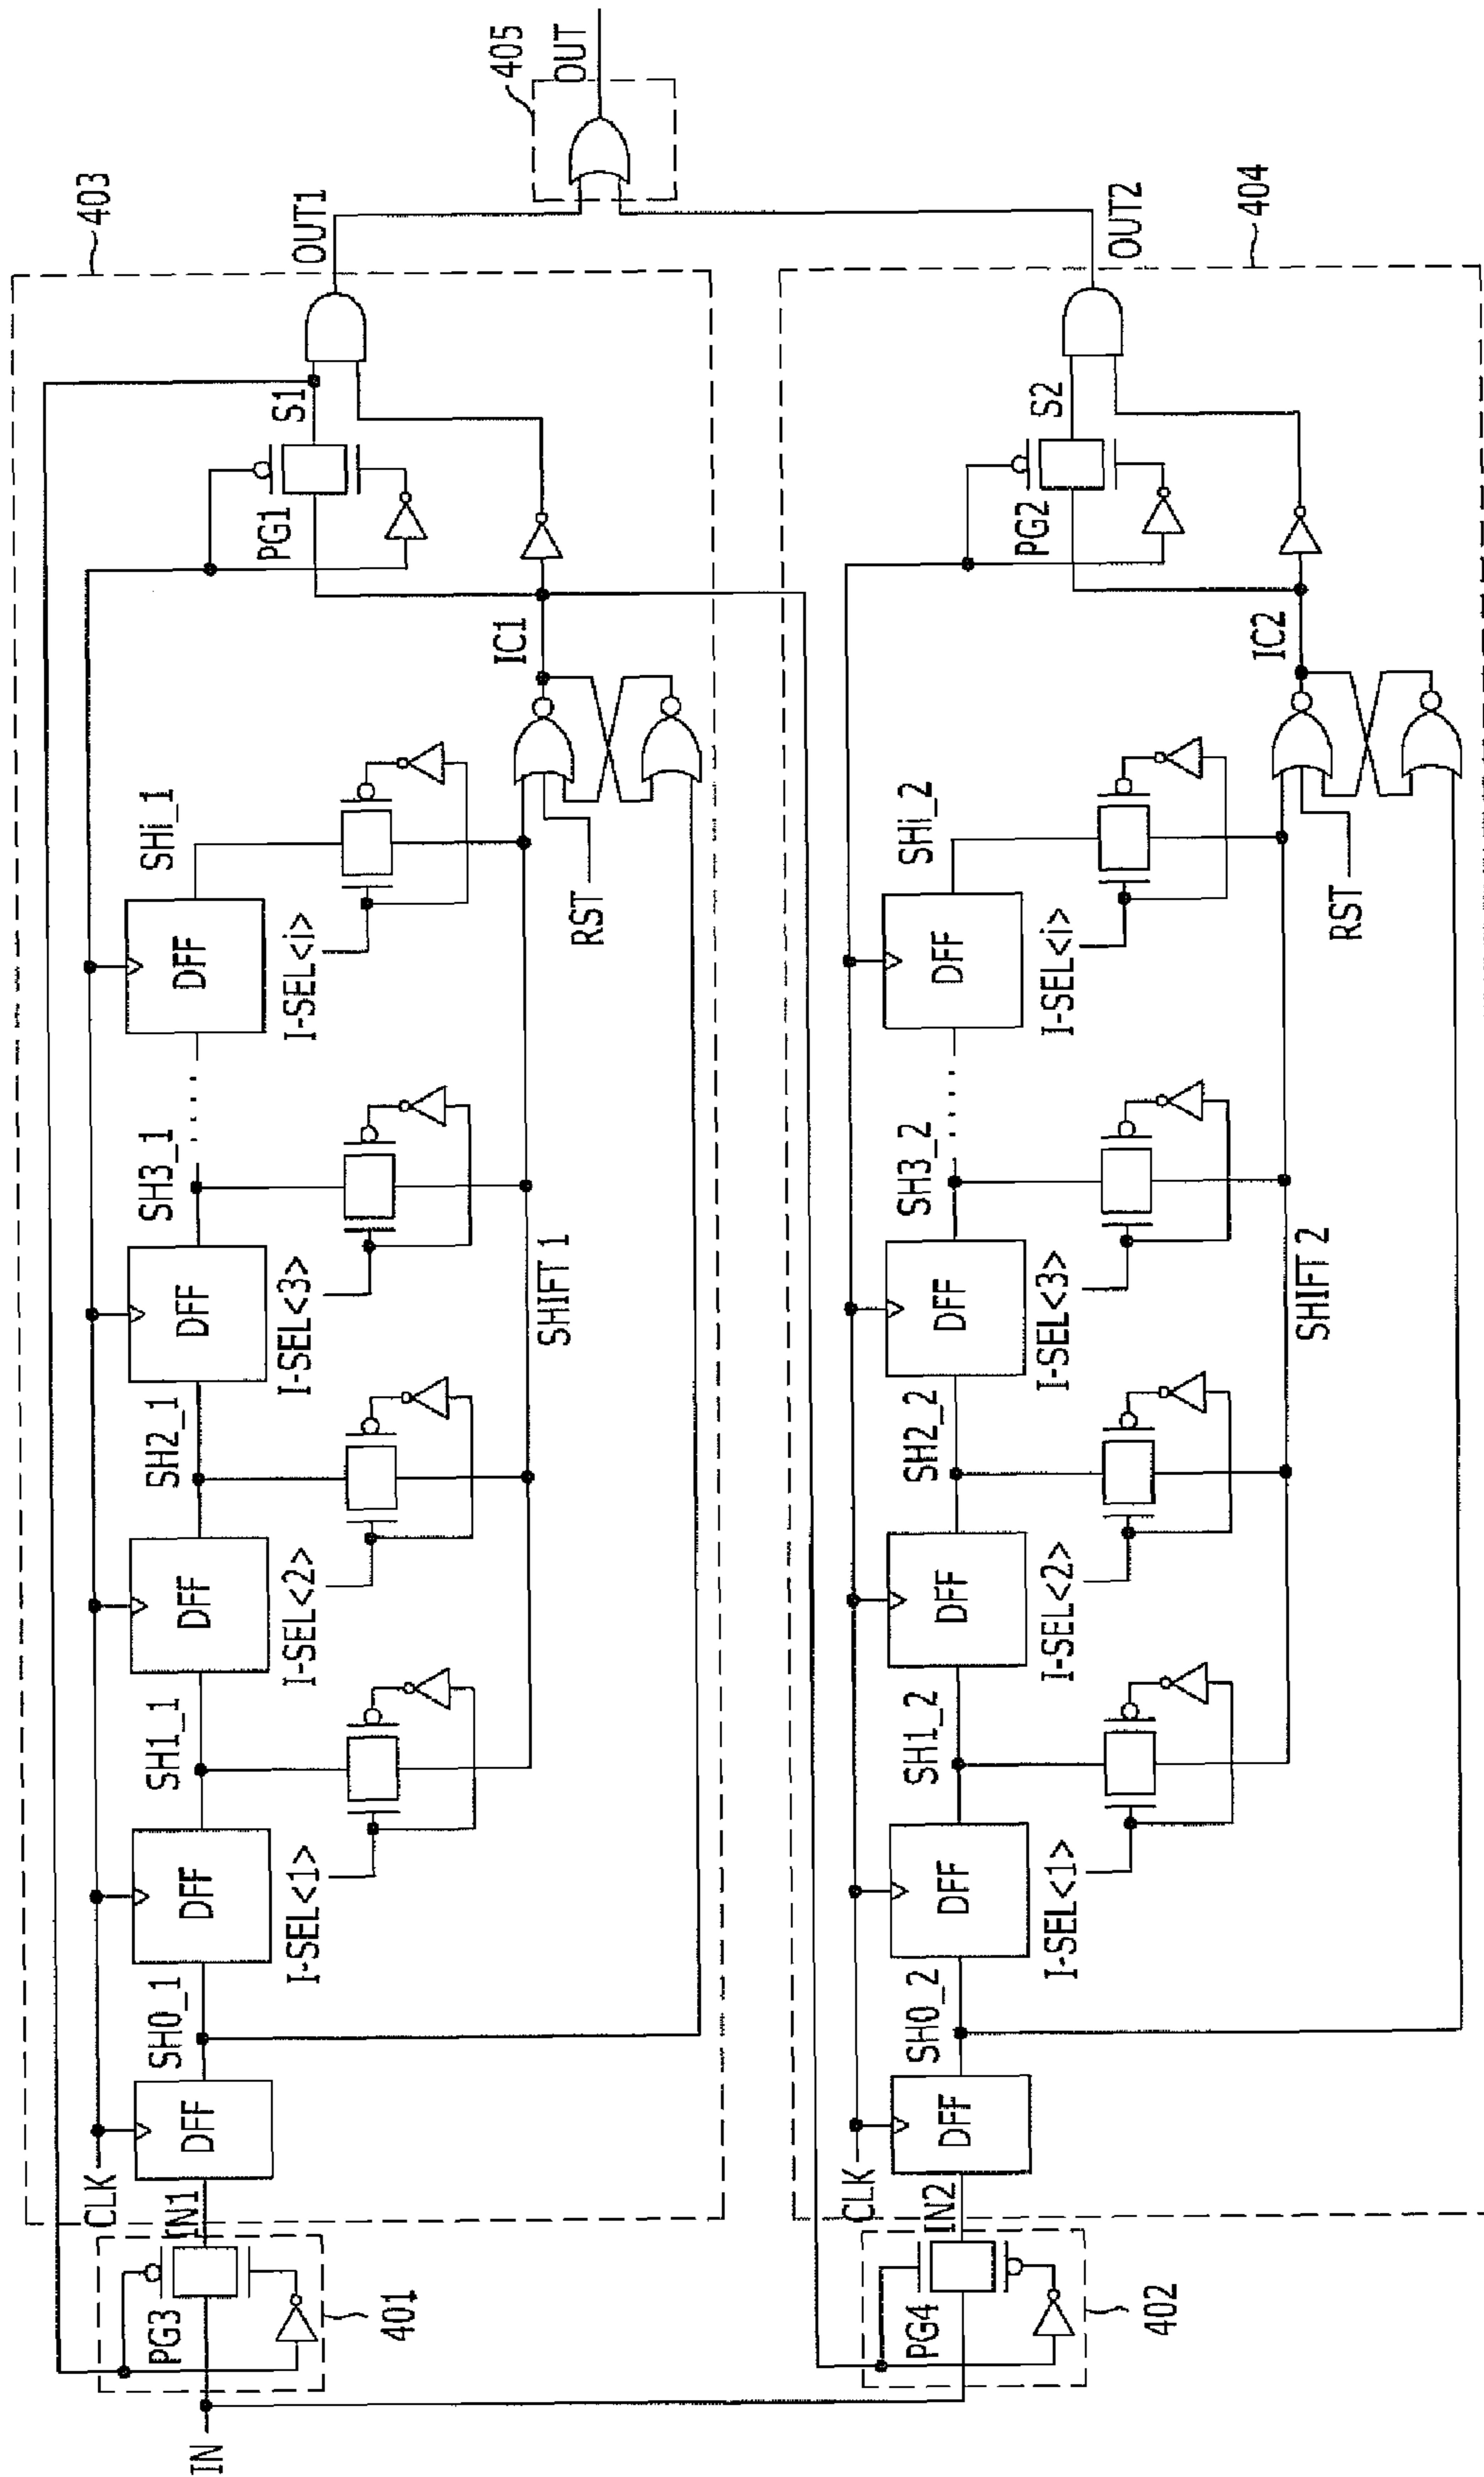 403
OUT1
405
OUT
CLK
SH0_1
SH1_1
SH2_1
SH3_1
SHi_1
IN1
DFF
DFF
DFF
DFF
DFF
PG1
S1
PG3
I-SEL<1>
I-SEL<2>
I-SEL<3>
I-SEL<i>
401
IC1
SHIFT 1
RST
IN
CLK
SH0_2
SH1_2
SH2_2
SH3_2
SHi_2
IN2
DFF
DFF
DFF
DFF
DFF
PG2
S2
OUT2
PG4
I-SEL<1>
I-SEL<2>
I-SEL<3>
I-SEL<i>
402
IC2
SHIFT 2
RST
404